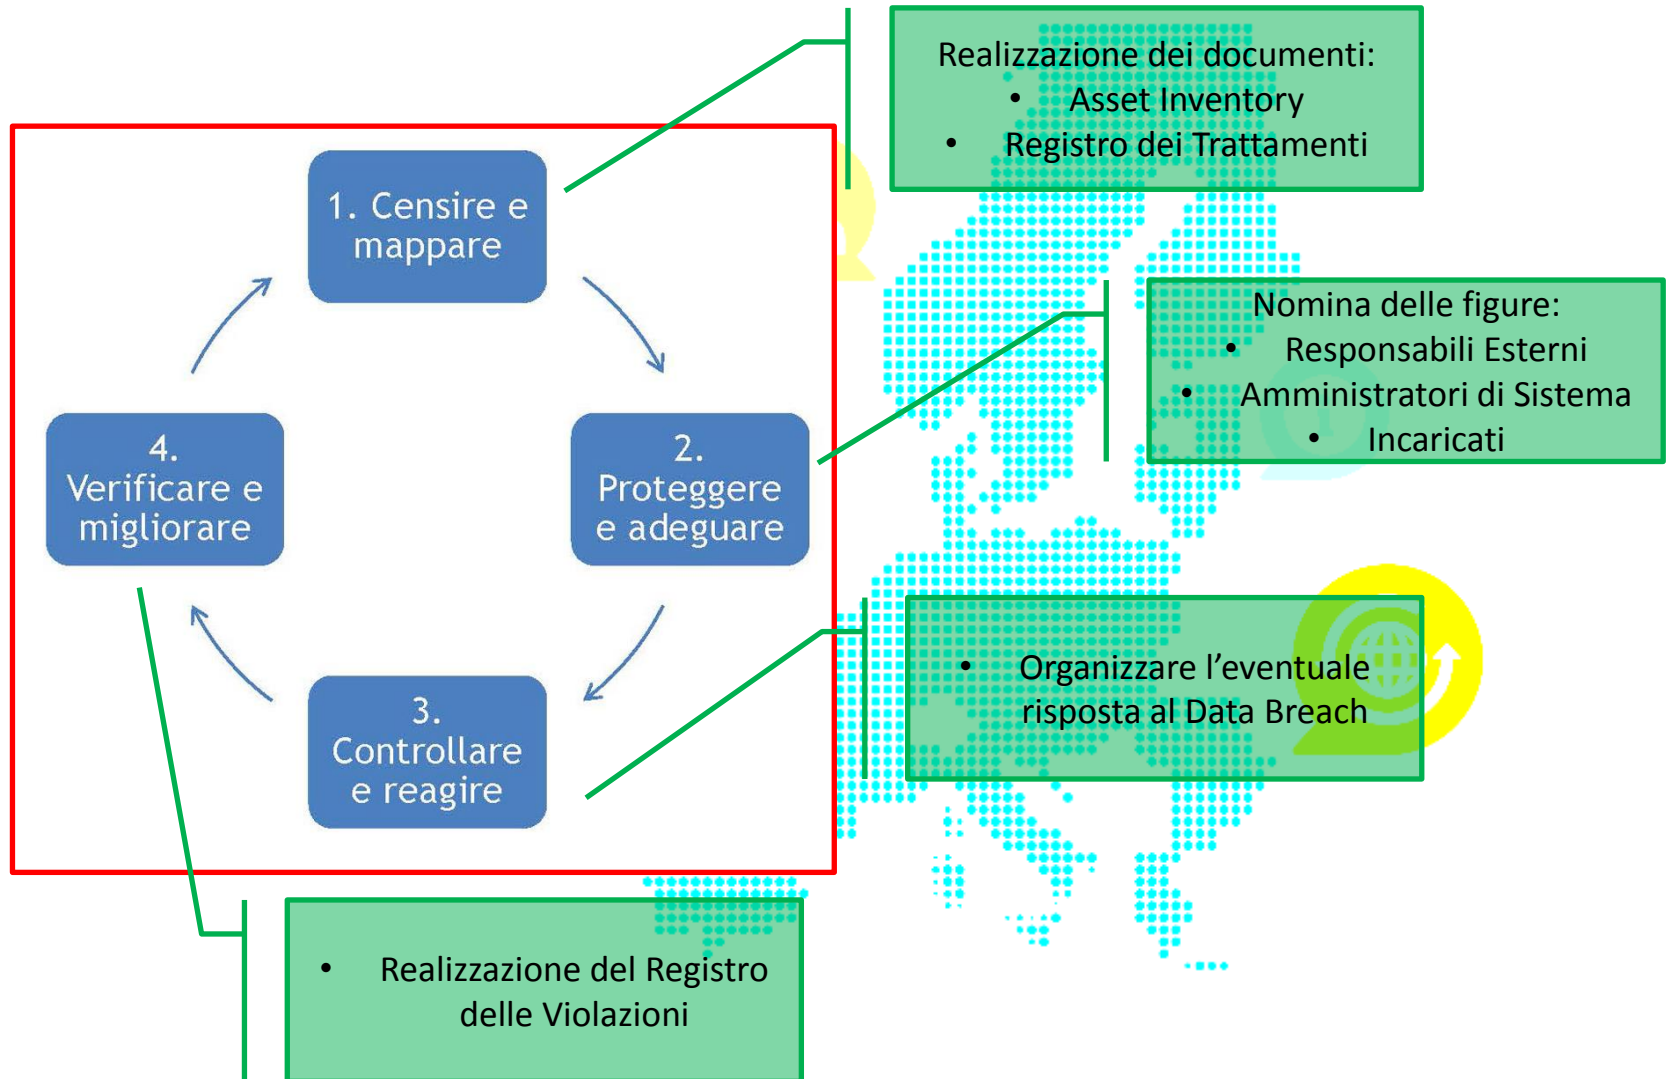 Realizzazione dei documenti:
• Asset Inventory
• Registro dei Trattamenti
1. Censire e
mappare
Nomina delle figure:
• Responsabili Esterni
• Amministratori di Sistema
• Incaricati
4.
Verificare e
migliorare
2.
Proteggere
e adeguare
• Organizzare l’eventuale
risposta al Data Breach
3.
Controllare
e reagire
• Realizzazione del Registro
delle Violazioni